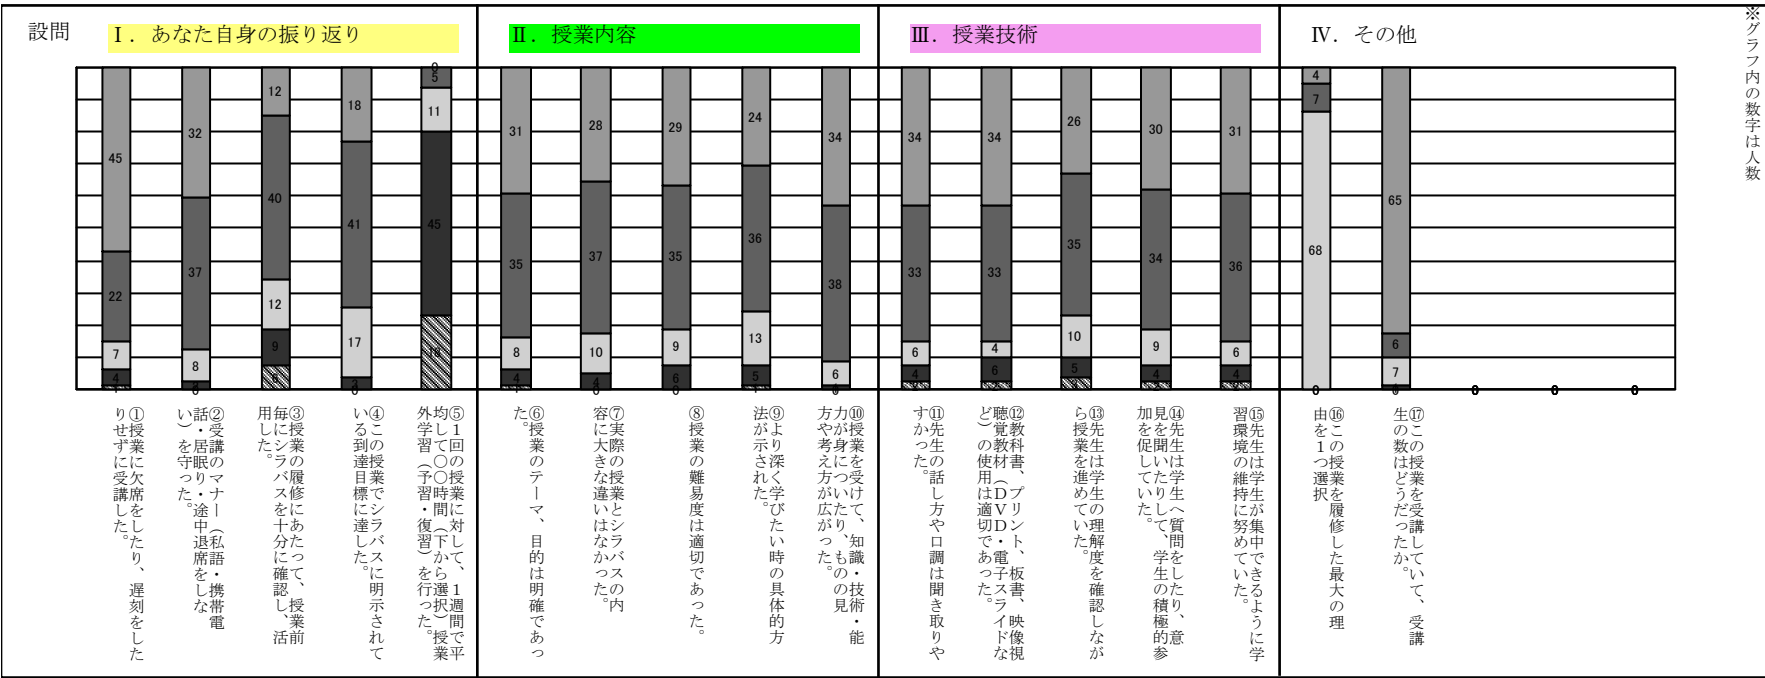 設問
Ⅰ．あなた自身の振り返り
Ⅱ．授業内容
Ⅲ．授業技術
Ⅳ．その他
※グラフ内の数字は人数
45
22
7
4
32
37
8
12
40
12
9
6
18
41
17
3
0
5
11
45
31
35
8
4
28
37
10
4
29
35
9
6
24
36
13
5
34
38
6
34
33
6
4
34
33
4
6
26
35
10
5
30
34
9
4
31
36
6
4
4
7
68
0
65
6
7
0
0
0
①授業に欠席をしたり、遅刻をした
りせずに受講した。
②受講のマナー（私語・携帯電
話・居眠り・途中退席をしな
い）を守った。
③授業の履修にあたって、授業前
毎にシラバスを十分に確認し、活
用した。
④この授業でシラバスに明示されて
いる到達目標に達した。
⑤１回の授業に対して、１週間で平
均して〇〇時間（下から選択）授業
外学習（予習・復習）を行った。
⑥授業のテーマ、目的は明確であっ
た。
⑦実際の授業とシラバスの内
容に大きな違いはなかった。
⑧授業の難易度は適切であった。
⑨より深く学びたい時の具体的方
法が示された。
⑩授業を受けて、知識・技術・能
力が身についたり、ものの見
方や考え方が広がった。
⑪先生の話し方や口調は聞き取りや
すかった。
⑫教科書、プリント、板書、映像視
聴覚教材（ＤＶＤ・電子スライドな
ど）の使用は適切であった。
⑬先生は学生の理解度を確認しなが
ら授業を進めていた。
⑭先生は学生へ質問をしたり、意
見を聞いたりして、学生の積極的参
加を促していた。
⑮先生は学生が集中できるように学
習環境の維持に努めていた。
⑯この授業を履修した最大の理
由を１つ選択
⑰この授業を受講していて、受講
生の数はどうだったか。